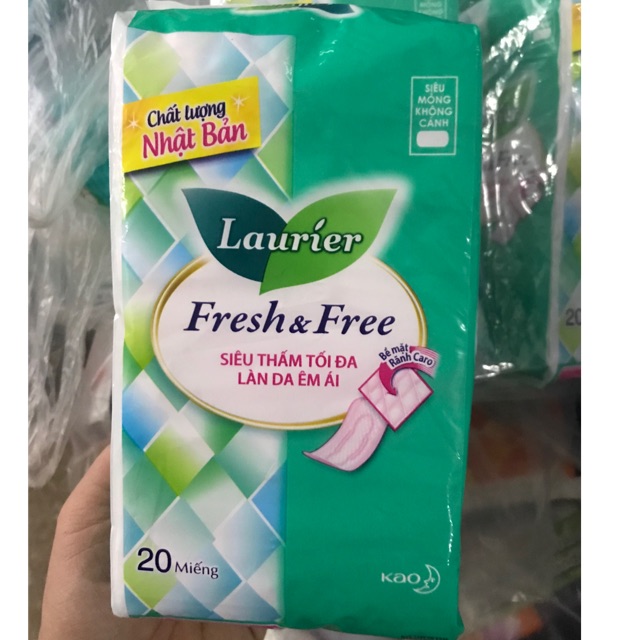 Chất lượng
Nhật Bản
SIÊU
MỎNG
KHÔNG
CÁNH
Laurier
Fresh & Free
SIÊU THẤM TỐI ĐA
LÀN DA ÊM ÁI
Bề mặt
Rãnh Caro
20 Miếng
Kao
20